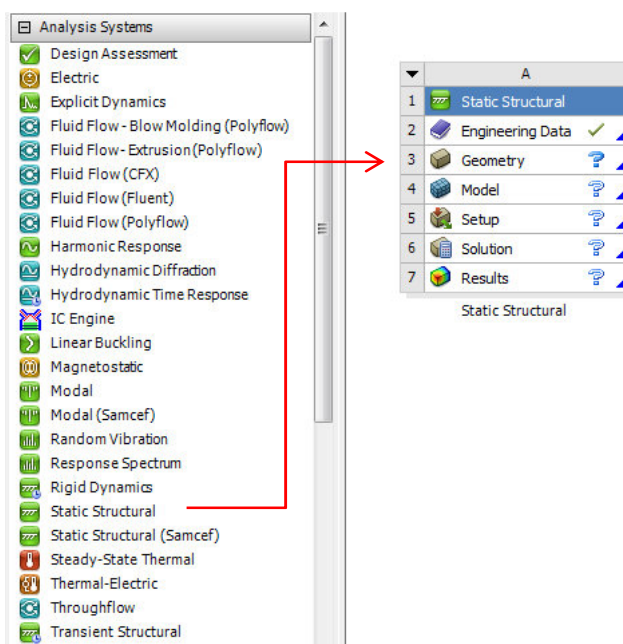 Analysis Systems
Design Assessment
Electric
Explicit Dynamics
Fluid Flow - Blow Molding (Polyflow)
Fluid Flow - Extrusion (Polyflow)
Fluid Flow (CFX)
Fluid Flow (Fluent)
Fluid Flow (Polyflow)
Harmonic Response
Hydrodynamic Diffraction
Hydrodynamic Time Response
IC Engine
Linear Buckling
Magnetostatic
Modal
Modal (Samcef)
Random Vibration
Response Spectrum
Rigid Dynamics
Static Structural
Static Structural (Samcef)
Steady-State Thermal
Thermal-Electric
Throughflow
Transient Structural
A
1 Static Structural
2 Engineering Data
3 Geometry ?
4 Model ?
5 Setup ?
6 Solution ?
7 Results ?
Static Structural